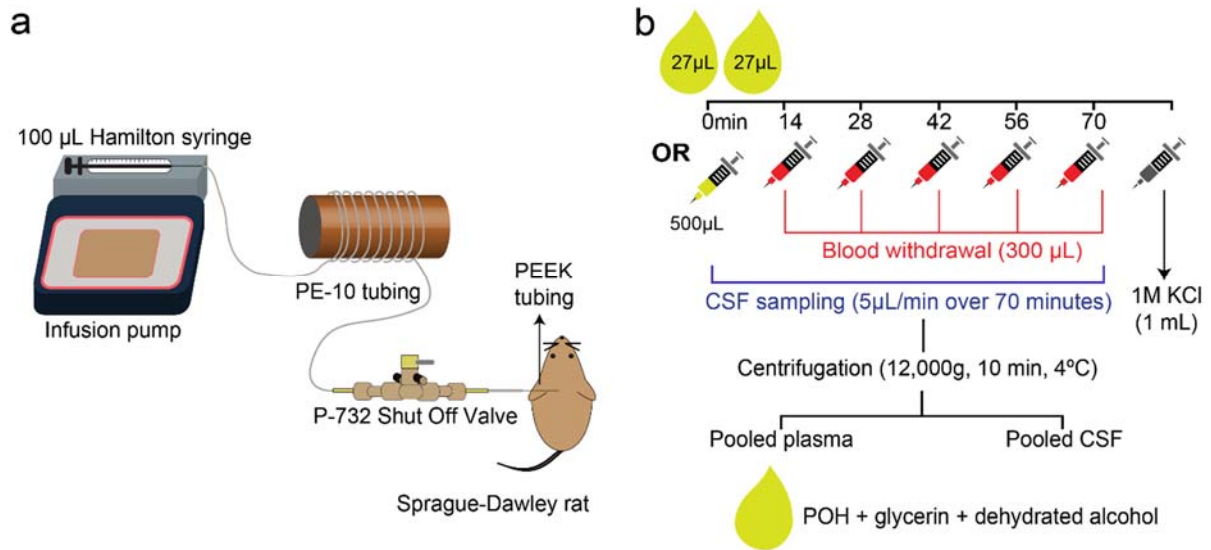 a
100 µL Hamilton syringe
Infusion pump
PE-10 tubing
PEEK
tubing
P-732 Shut Off Valve
Sprague-Dawley rat
b
27µL 27µL
0min 14 28 42 56 70
OR
500µL
Blood withdrawal (300 µL)
CSF sampling (5µL/min over 70 minutes)
1M KCl
(1 mL)
Centrifugation (12,000g, 10 min, 4ºC)
Pooled plasma Pooled CSF
POH + glycerin + dehydrated alcohol